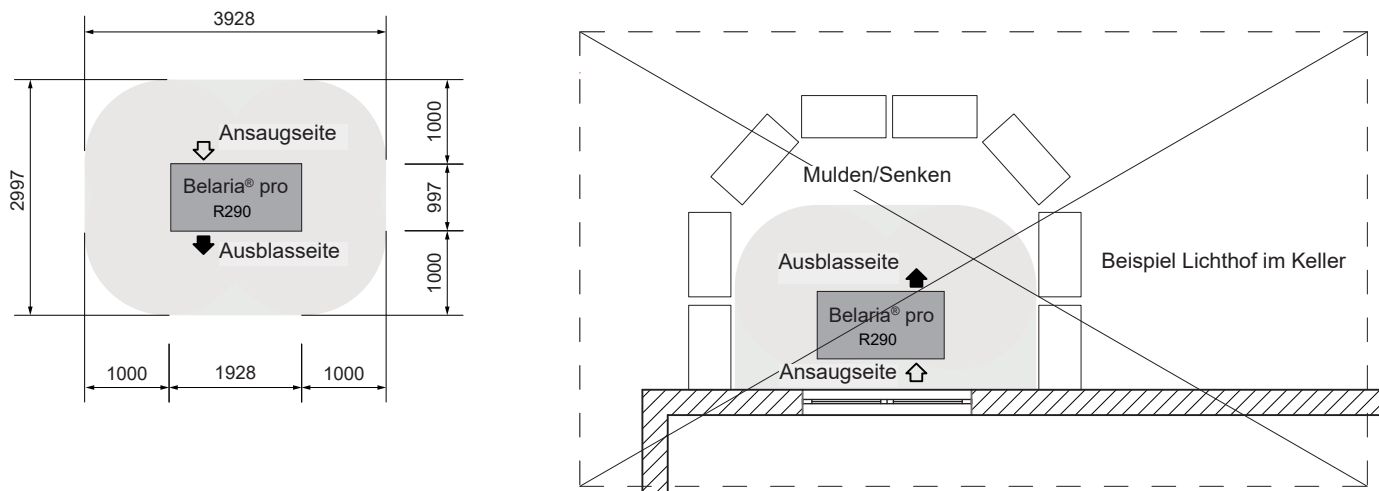 3928
Ansaugseite
Belaria® pro
R290
Ausblasseite
2997
1000
997
1000
1000
1928
1000
Mulden/Senken
Ausblasseite
Belaria® pro
R290
Ansaugseite
Beispiel Lichthof im Keller